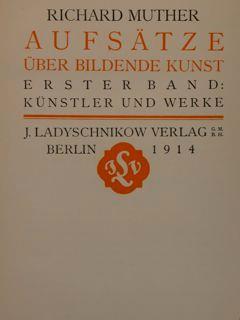 RICHARD MUTHER
AUFSÄTZE
ÜBER BILDENDE KUNST
ERSTER BAND:
KÜNSTLER UND WERKE
J. LADYSCHNIKOW VERLAG G. M. B. H.
BERLIN 1914